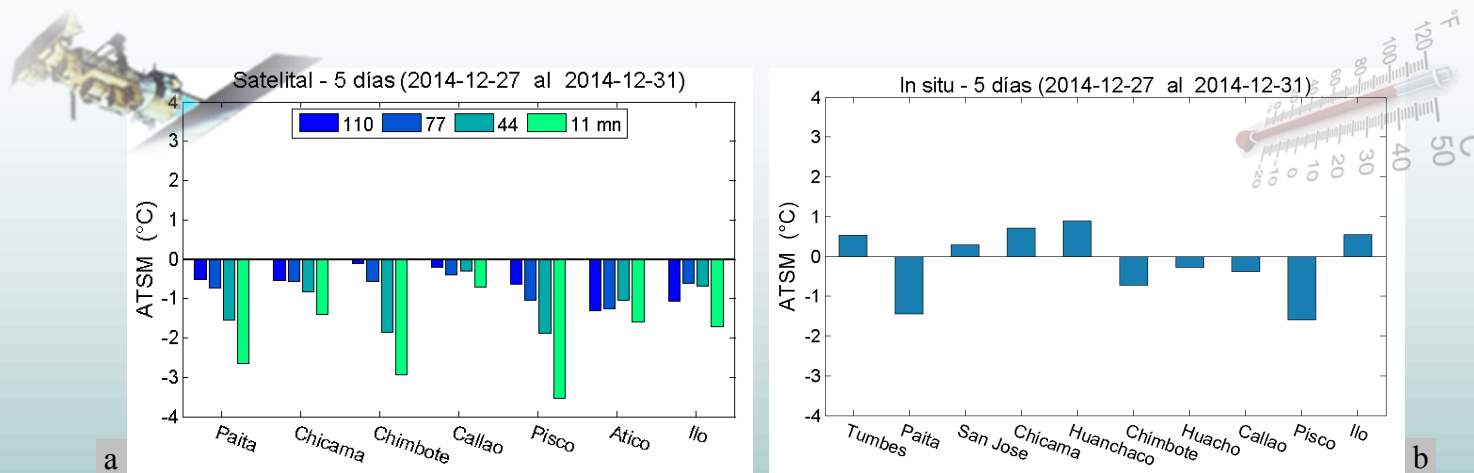 Satelital - 5 días (2014-12-27 al 2014-12-31)
110 77 44 11 mn
ATSM (°C)
4
3
2
1
0
-1
-2
-3
-4
Paita Chicama Chimbote Callao Pisco Atico Ilo
a
In situ - 5 días (2014-12-27 al 2014-12-31)
ATSM (°C)
4
3
2
1
0
-1
-2
-3
-4
Tumbes Paita San Jose Chicama Huanchaco Chimbote Huacho Callao Pisco Ilo
b
°F
120
100
80
60
40
C
50
40
30
20
10
0
-10
-20